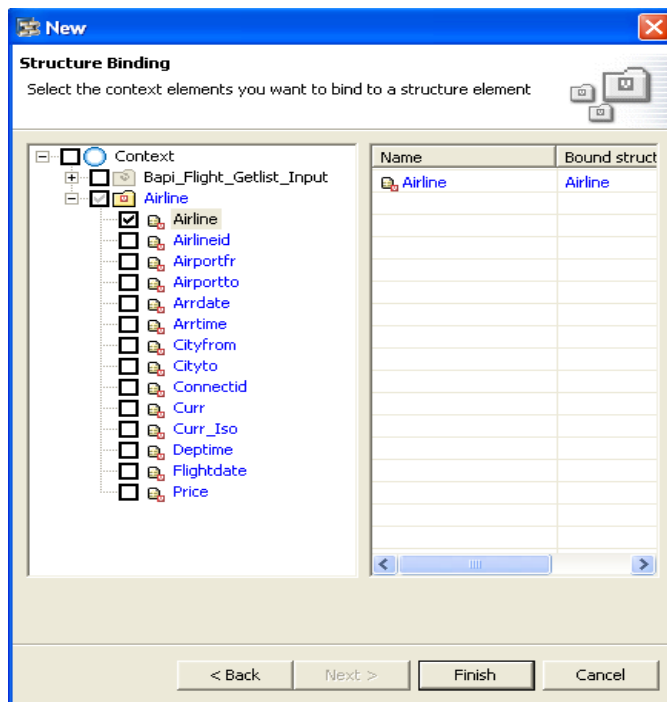 New
Structure Binding
Select the context elements you want to bind to a structure element
Context
Bapi_Flight_Getlist_Input
Airline
Airline
Airlineid
Airportfr
Airportto
Arrdate
Arrtime
Cityfrom
Cityto
Connectid
Curr
Curr_Iso
Deptime
Flightdate
Price
Name Bound struct
Airline Airline
< Back Next > Finish Cancel